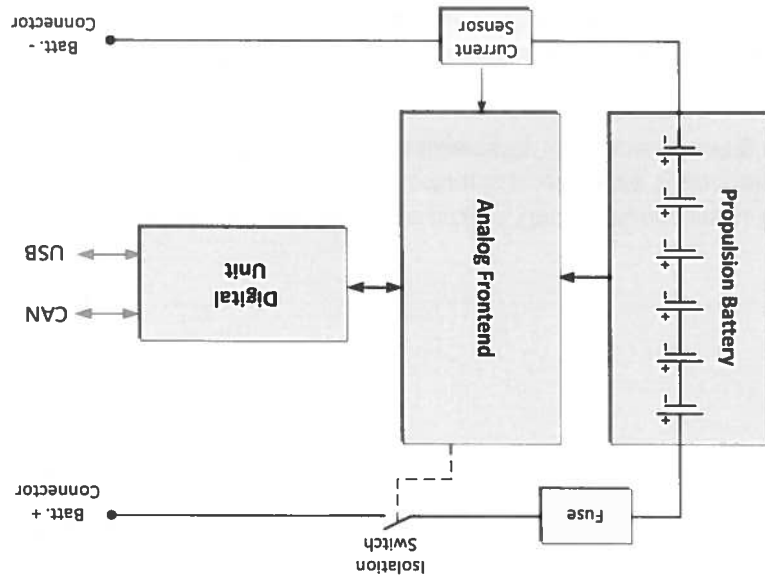 Isolation
Switch
Fuse
Batt. +
Connector
Propulsion Battery
+
-
+
-
+
-
+
-
+
-
+
-
Analog Frontend
Digital
Unit
CAN
USB
Current
Sensor
Batt. -
Connector